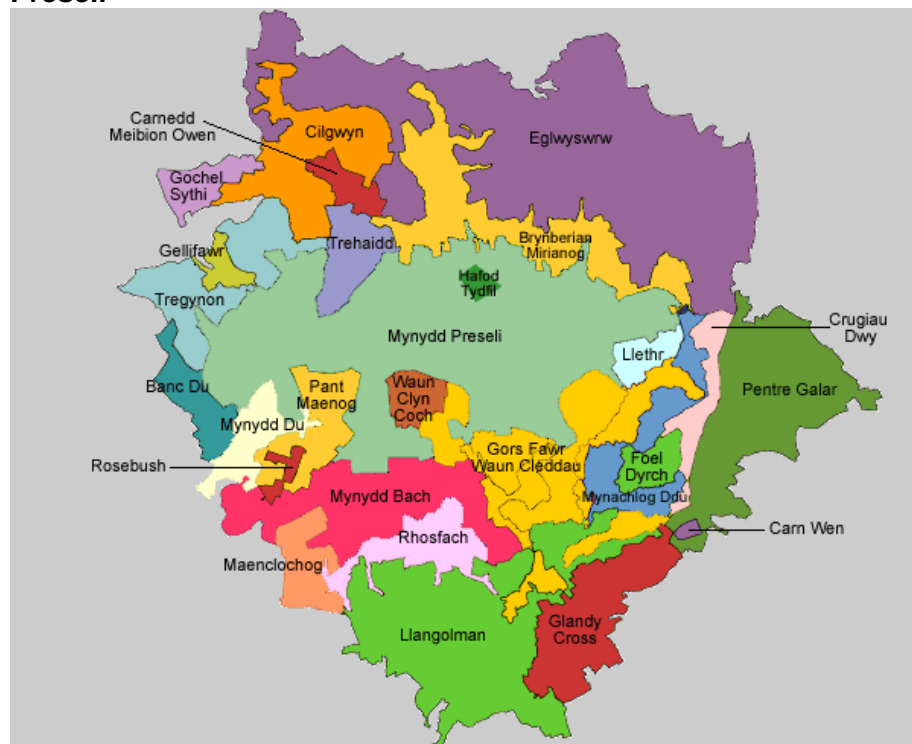 Carnedd
Meibion Owen
Cilgwyn
Eglwyswrw
Gochel
Sythi
Trehaidd
Brynberian
Mirianog
Gellifawr
Hafod
Tydfil
Tregynon
Mynydd Preseli
Crugiau
Dwy
Llethr
Banc Du
Pant
Maenog
Waun
Clyn
Coch
Pentre Galar
Mynydd Du
Gors Fawr
Waun Cleddau
Foel
Dyrch
Rosebush
Mynydd Bach
Mynachlog Ddu
Rhosfach
Carn Wen
Maenclochog
Llangolman
Glandy
Cross